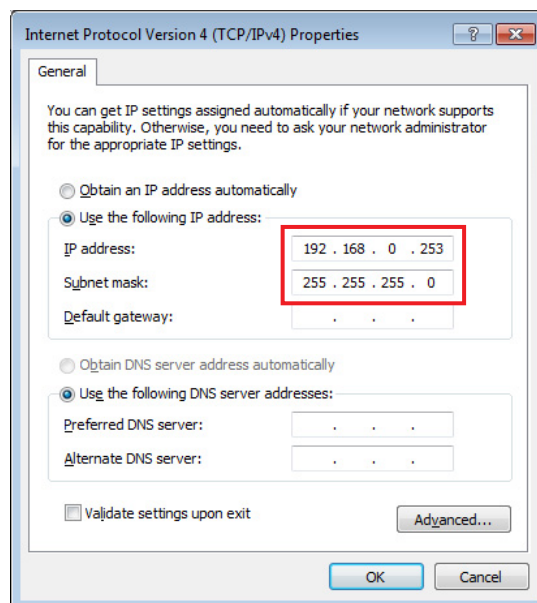 Internet Protocol Version 4 (TCP/IPv4) Properties
General
You can get IP settings assigned automatically if your network supports
this capability. Otherwise, you need to ask your network administrator
for the appropriate IP settings.
Obtain an IP address automatically
Use the following IP address:
IP address: 192 . 168 . 0 . 253
Subnet mask: 255 . 255 . 255 . 0
Default gateway: . . .
Obtain DNS server address automatically
Use the following DNS server addresses:
Preferred DNS server: . . .
Alternate DNS server: . . .
Validate settings upon exit
Advanced...
OK Cancel